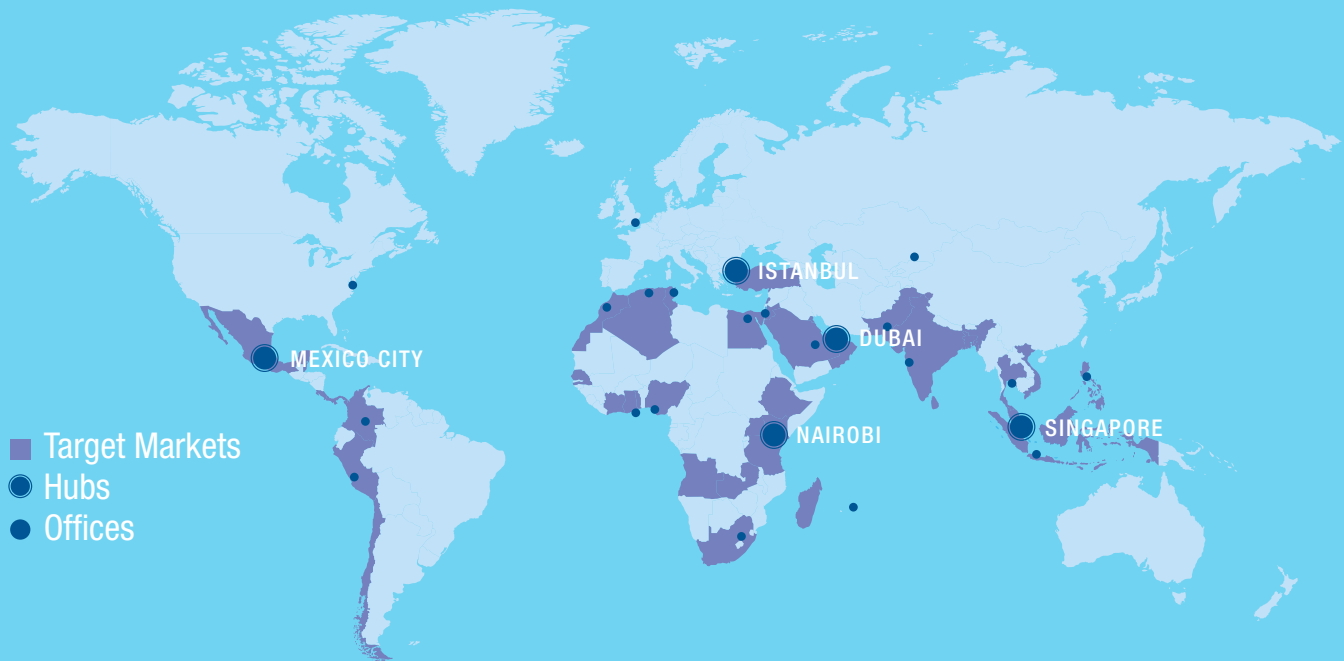 ISTANBUL
DUBAI
MEXICO CITY
NAIROBI
SINGAPORE
Target Markets
Hubs
Offices